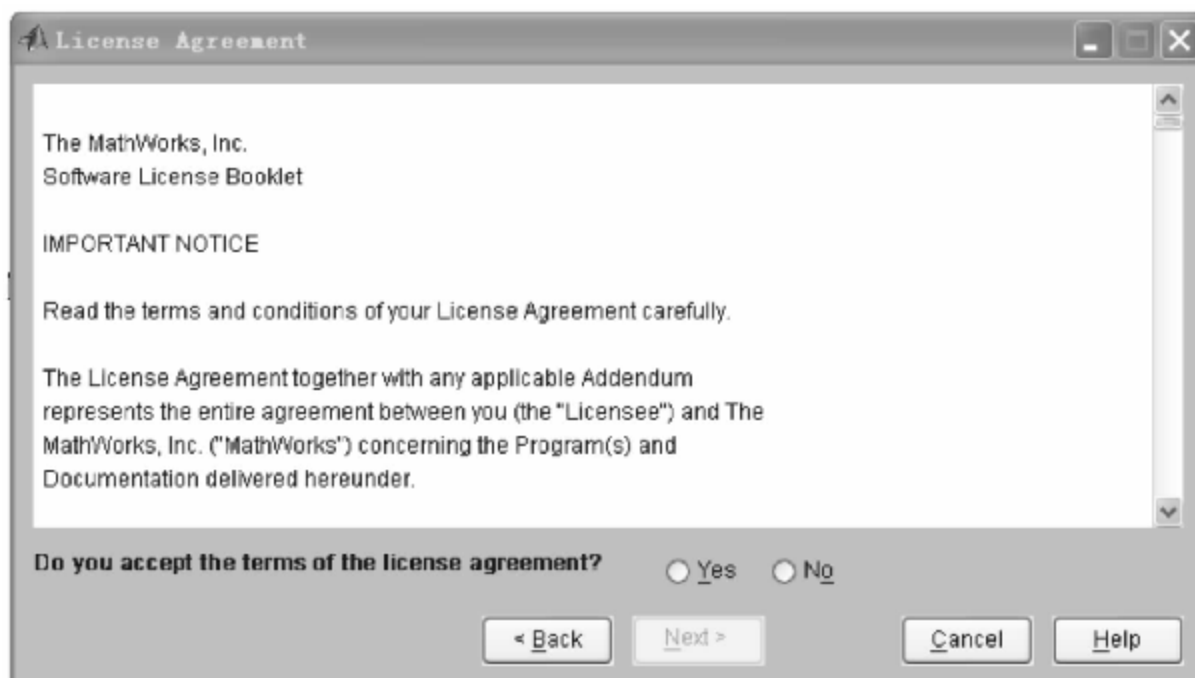 License Agreement
The MathWorks, Inc.
Software License Booklet
IMPORTANT NOTICE
Read the terms and conditions of your License Agreement carefully.
The License Agreement together with any applicable Addendum
represents the entire agreement between you (the "Licensee") and The
MathWorks, Inc. ("MathWorks") concerning the Program(s) and
Documentation delivered hereunder.
Do you accept the terms of the license agreement? Yes No
< Back Next > Cancel Help